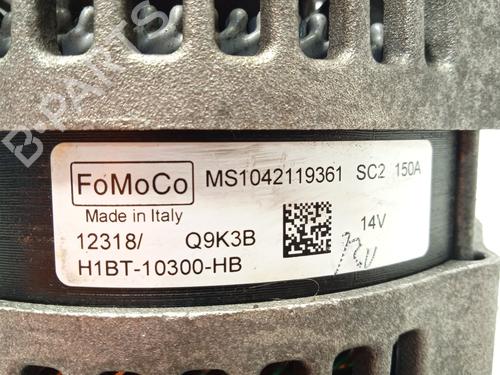 B-PARTS
FoMoCo MS1042119361 SC2 150A
Made in Italy 14V
12318/ Q9K3B
H1BT-10300-HB